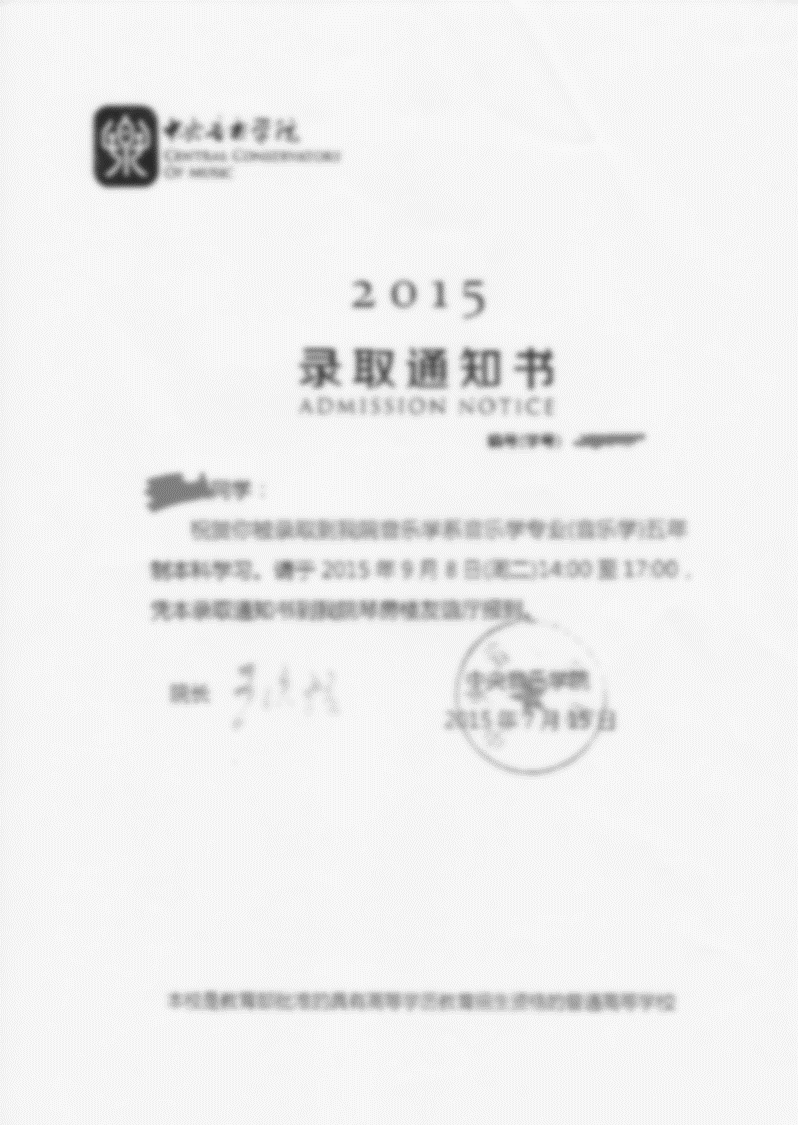 中央音乐学院
CENTRAL CONSERVATORY
OF MUSIC
2015
录取通知书
ADMISSION NOTICE
编号(学号)
同学：
祝贺你被录取到我院音乐学系音乐学专业(音乐学)五年
制本科学习。请于 2015 年 9 月 8 日(周二)14:00 至 17:00，
凭本录取通知书到我院琴房楼友谊厅报到。
院长
中央音乐学院
2015 年 7 月 15 日
本校是教育部批准的具有高等学历教育招生资格的普通高等学校